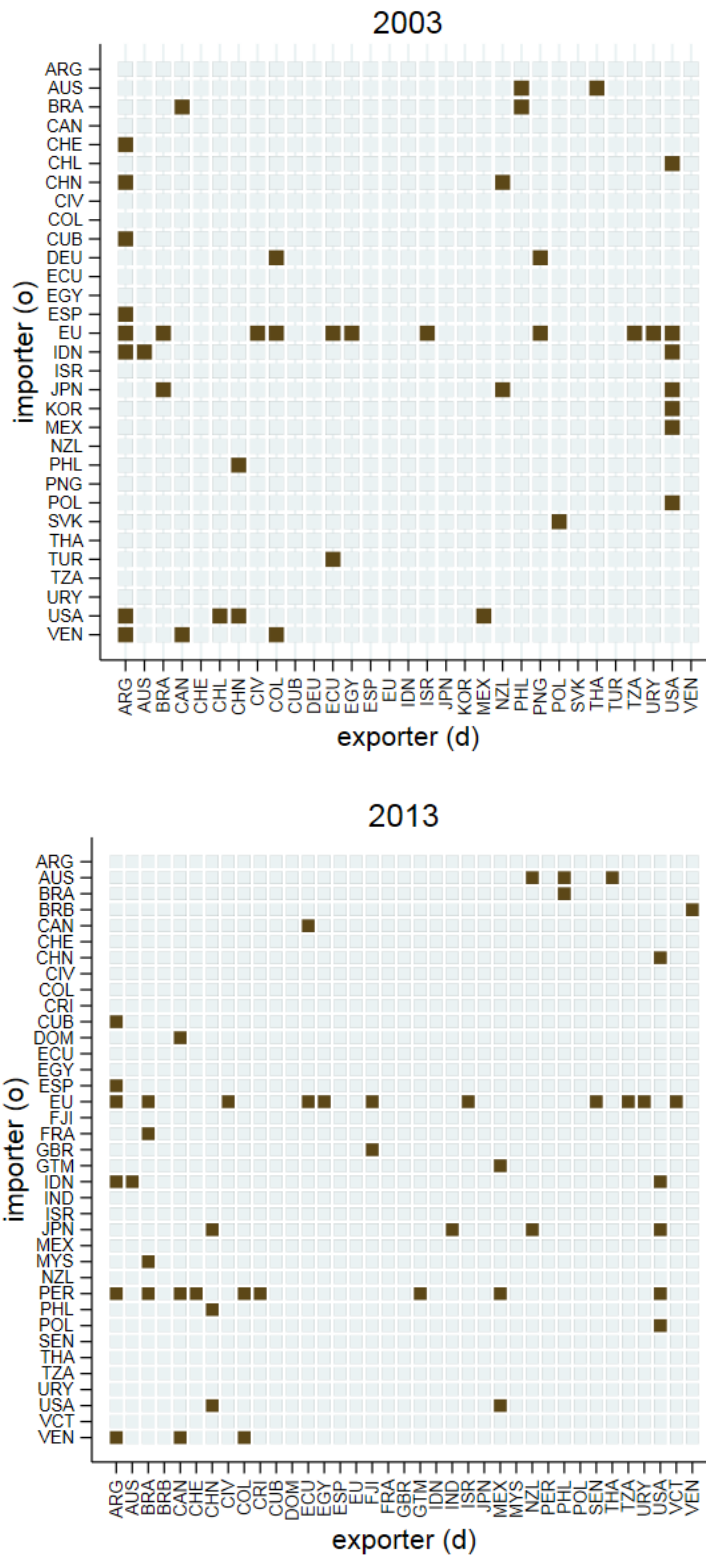 2003
importer (o)
ARG
AUS
BRA
CAN
CHE
CHL
CHN
CIV
COL
CUB
DEU
ECU
EGY
ESP
EU
IDN
ISR
JPN
KOR
MEX
NZL
PHL
PNG
POL
SVK
THA
TUR
TZA
URY
USA
VEN
ARG AUS BRA CAN CHE CHL CHN CIV COL CUB DEU ECU EGY ESP EU IDN ISR JPN KOR MEX NZL PHL PNG POL SVK THA TUR TZA URY USA VEN
exporter (d)
2013
importer (o)
ARG
AUS
BRA
BRB
CAN
CHE
CHN
CIV
COL
CRI
CUB
DOM
ECU
EGY
ESP
EU
FJI
FRA
GBR
GTM
IDN
IND
ISR
JPN
MEX
MYS
NZL
PER
PHL
POL
SEN
THA
TZA
URY
USA
VCT
VEN
ARG AUS BRA BRB CAN CHE CHN CIV COL CRI CUB DOM ECU EGY ESP EU FJI FRA GBR GTM IDN IND ISR JPN MEX MYS NZL PER PHL POL SEN THA TZA URY USA VCT VEN
exporter (d)